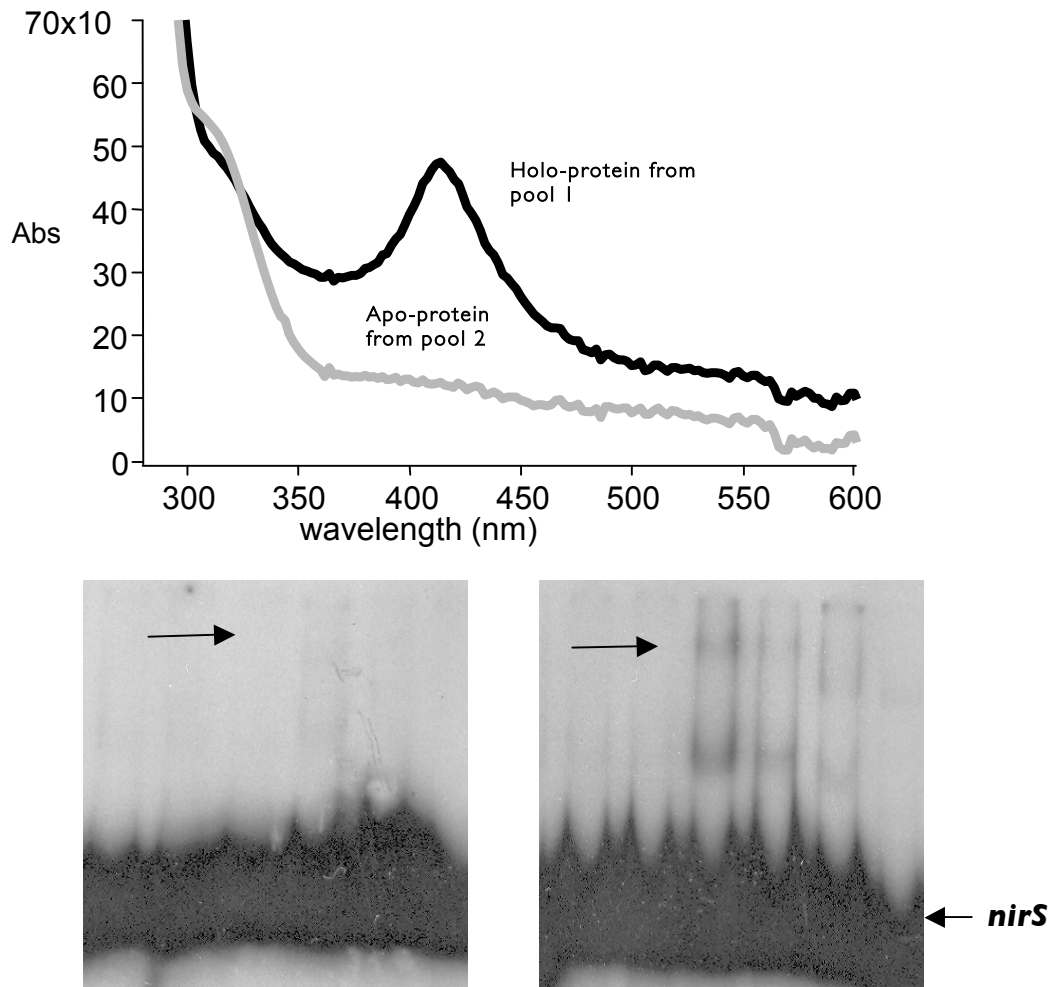 70x10
60
50
40
30
20
10
0
Abs
Holo-protein from
pool 1
Apo-protein
from pool 2
300 350 400 450 500 550 600
wavelength (nm)
nirS